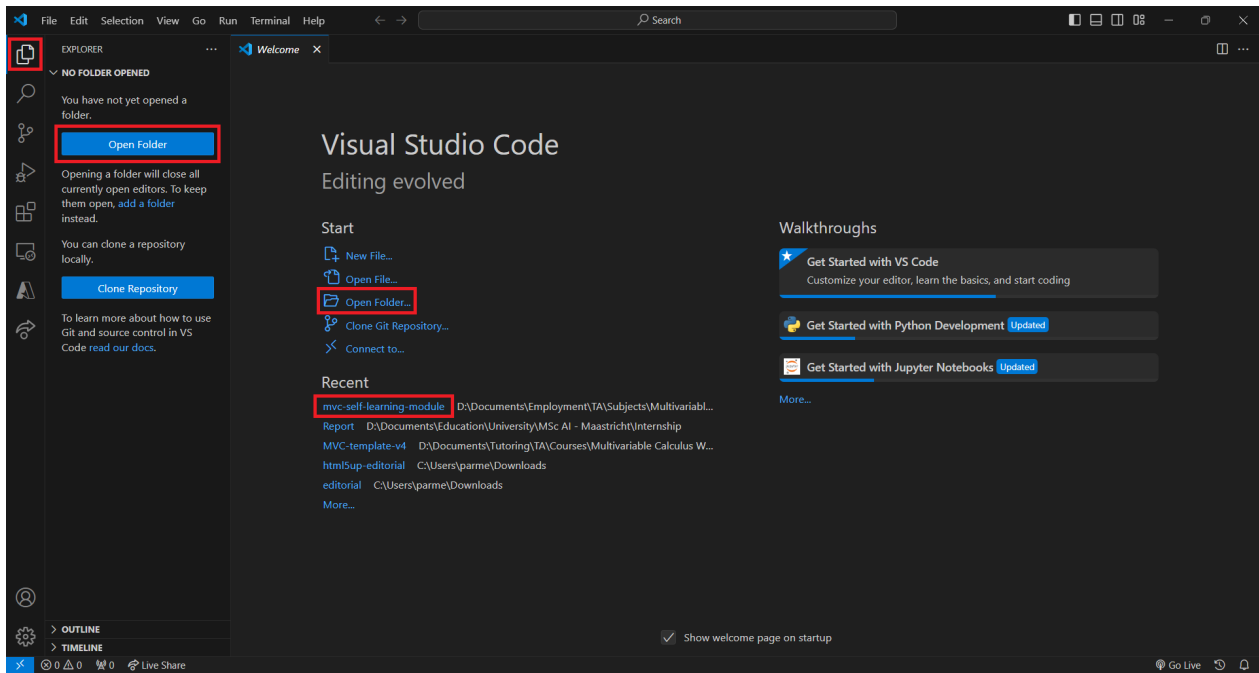 File Edit Selection View Go Run Terminal Help
Search
EXPLORER
Welcome
NO FOLDER OPENED
You have not yet opened a
folder.
Open Folder
Opening a folder will close all
currently open editors. To keep
them open, add a folder
instead.
You can clone a repository
locally.
Clone Repository
To learn more about how to use
Git and source control in VS
Code read our docs.
OUTLINE
TIMELINE
Visual Studio Code
Editing evolved
Start
New File...
Open File...
Open Folder...
Clone Git Repository...
Connect to...
Recent
mvc-self-learning-module D:\Documents\Employment\TA\Subjects\Multivariabl...
Report D:\Documents\Education\University\MSc AI - Maastricht\Internship
MVC-template-v4 D:\Documents\Tutoring\TA\Courses\Multivariable Calculus W...
html5up-editorial C:\Users\parme\Downloads
editorial C:\Users\parme\Downloads
More...
Walkthroughs
Get Started with VS Code
Customize your editor, learn the basics, and start coding
Get Started with Python Development Updated
Get Started with Jupyter Notebooks Updated
More...
Show welcome page on startup
0 0 0 Live Share
Go Live